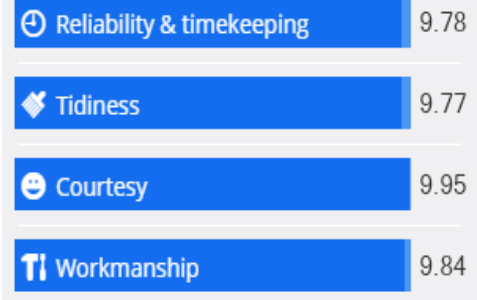 Reliability & timekeeping 9.78
Tidiness 9.77
Courtesy 9.95
Workmanship 9.84